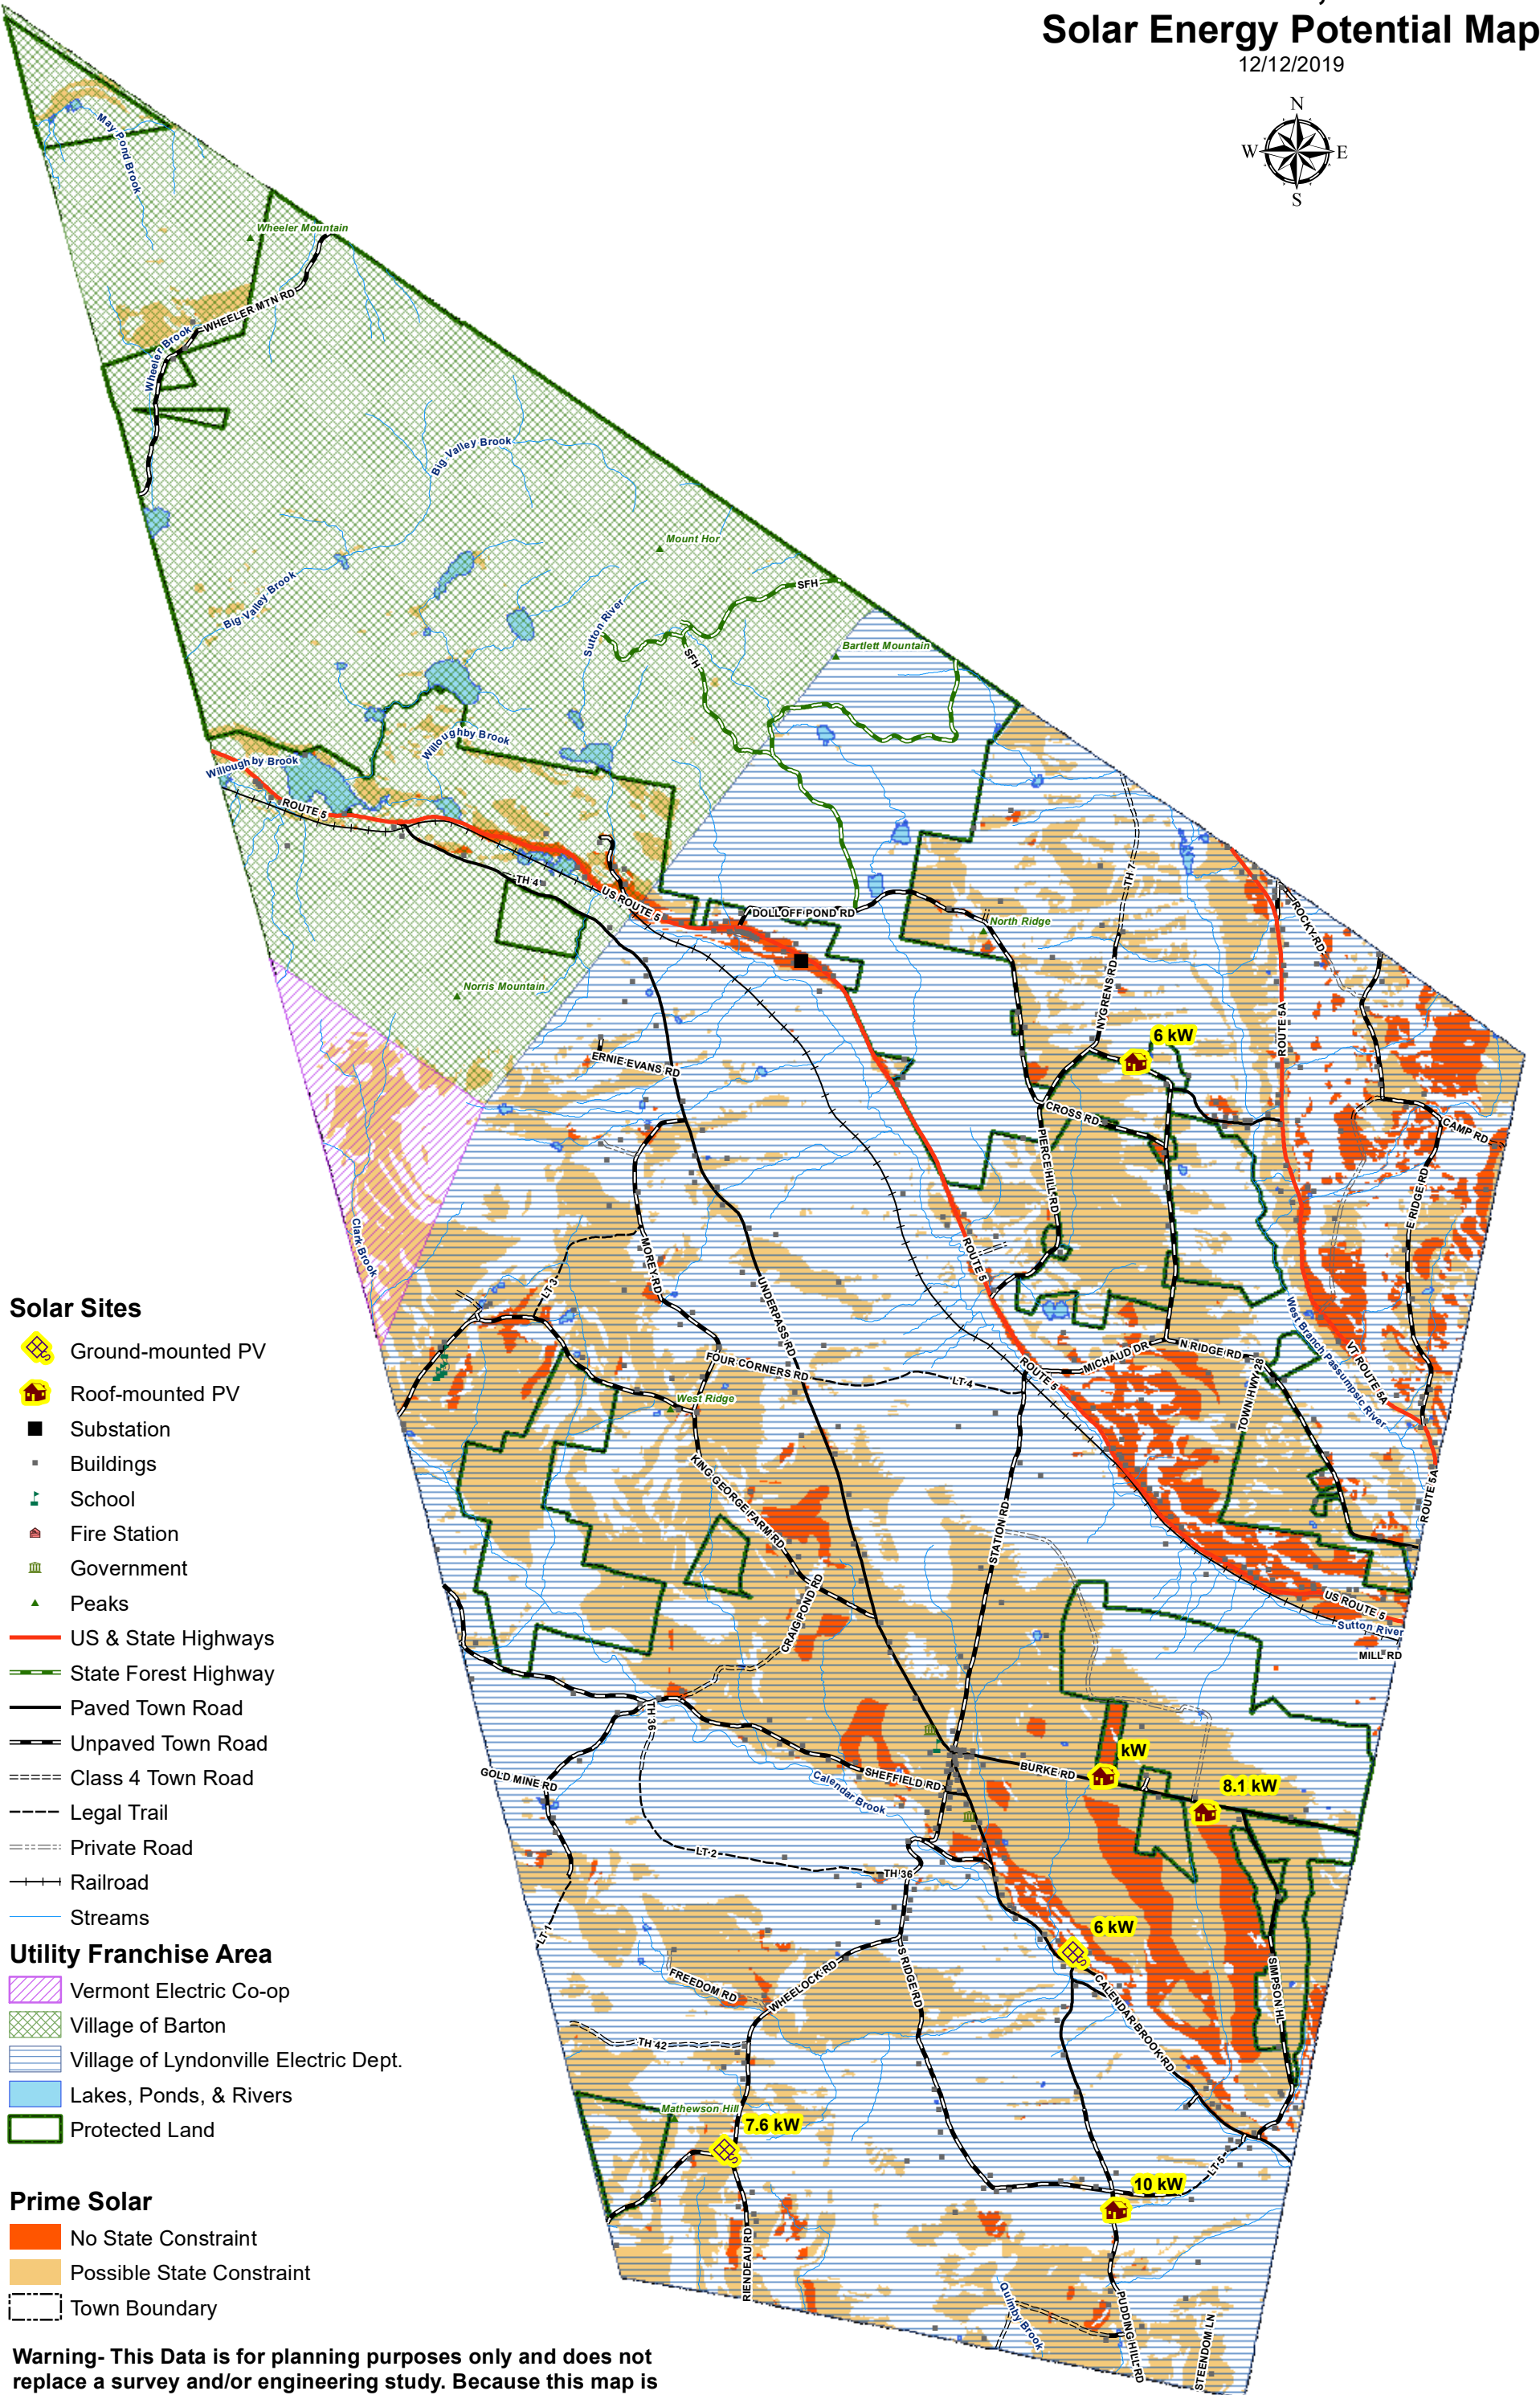 Solar Energy Potential Map
12/12/2019
N
W
E
S
May Pond Brook
Wheeler Mountain
WHEELER MTN RD
Wheeler Brook
Big Valley Brook
Mount Hor
Big Valley Brook
Sutton River
SFH
SFH
Bartlett Mountain
Willoughby Brook
Willoughby Brook
ROUTE 5
TH 4
US ROUTE 5
DOLLOFF POND RD
North Ridge
TH 7
ROCKY RD
Norris Mountain
NYGRENS RD
ROUTE 5A
6 kW
ERNIE EVANS RD
CROSS RD
CAMP RD
PIERCE HILL RD
E RIDGE RD
Clark Brook
MOREY RD
ROUTE 5
LT 3
UNDERPASS RD
West Branch Passumpsic River
VT ROUTE 5A
MICHAUD DR
N RIDGE RD
FOUR CORNERS RD
LT 4
ROUTE 5
TOWN HWY 28
West Ridge
KING GEORGE FARM RD
STATION RD
ROUTE 5A
CRAIG POND RD
US ROUTE 5
Sutton River
MILL RD
TH 36
kW
GOLD MINE RD
SHEFFIELD RD
BURKE RD
Calendar Brook
8.1 kW
LT 2
TH 36
LT 1
6 kW
FREEDOM RD
WHEELOCK RD
S RIDGE RD
CALENDAR BROOK RD
SIMPSON HL
TH 42
Mathewson Hill
7.6 kW
LT 5
10 kW
RIENDEAU RD
Quimby Brook
PUDDING HILL RD
STEENDOM LN
Solar Sites
Ground-mounted PV
Roof-mounted PV
Substation
Buildings
School
Fire Station
Government
Peaks
US & State Highways
State Forest Highway
Paved Town Road
Unpaved Town Road
Class 4 Town Road
Legal Trail
Private Road
Railroad
Streams
Utility Franchise Area
Vermont Electric Co-op
Village of Barton
Village of Lyndonville Electric Dept.
Lakes, Ponds, & Rivers
Protected Land
Prime Solar
No State Constraint
Possible State Constraint
Town Boundary
Warning- This Data is for planning purposes only and does not
replace a survey and/or engineering study. Because this map is